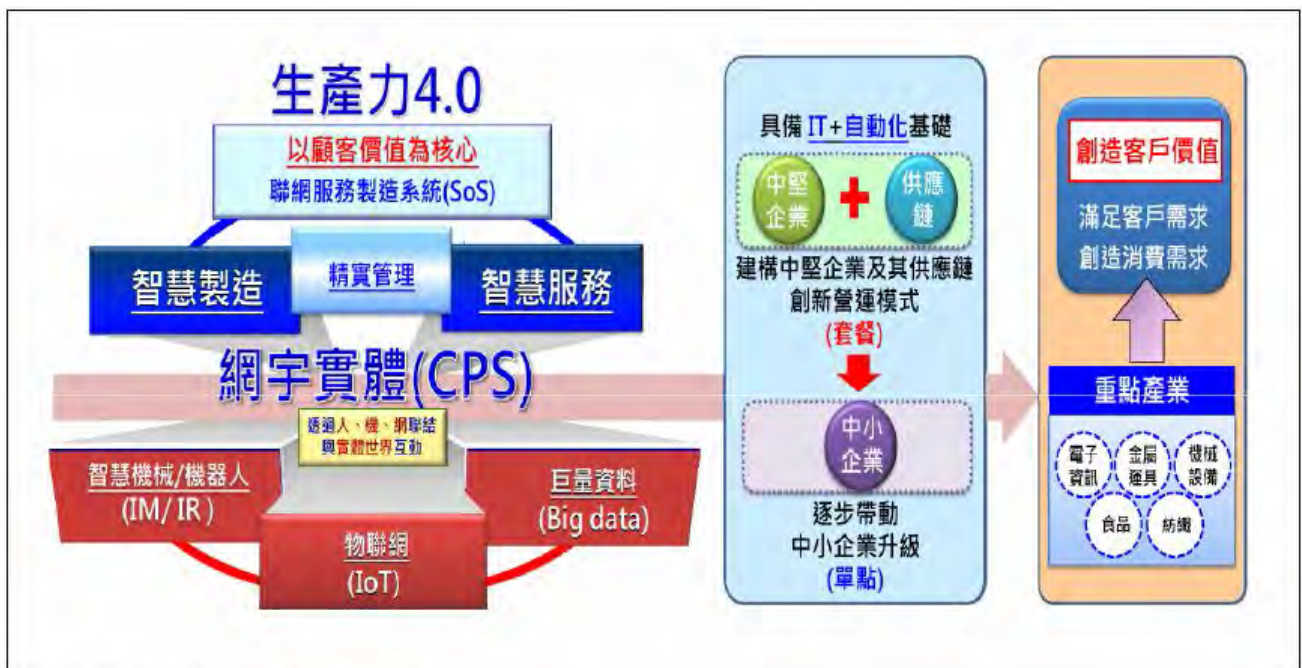 生產力4.0
以顧客價值為核心
聯網服務製造系統(SoS)
智慧製造
精實管理
智慧服務
網宇實體(CPS)
透過人、機、網聯結
與實體世界互動
智慧機械/機器人
(IM/ IR )
巨量資料
(Big data)
物聯網
(IoT)
具備 IT+自動化基礎
中堅
企業
供應
鏈
建構中堅企業及其供應鏈
創新營運模式
(套餐)
中小
企業
逐步帶動
中小企業升級
(單點)
創造客戶價值
滿足客戶需求
創造消費需求
重點產業
電子
資訊
金屬
運具
機械
設備
食品
紡織